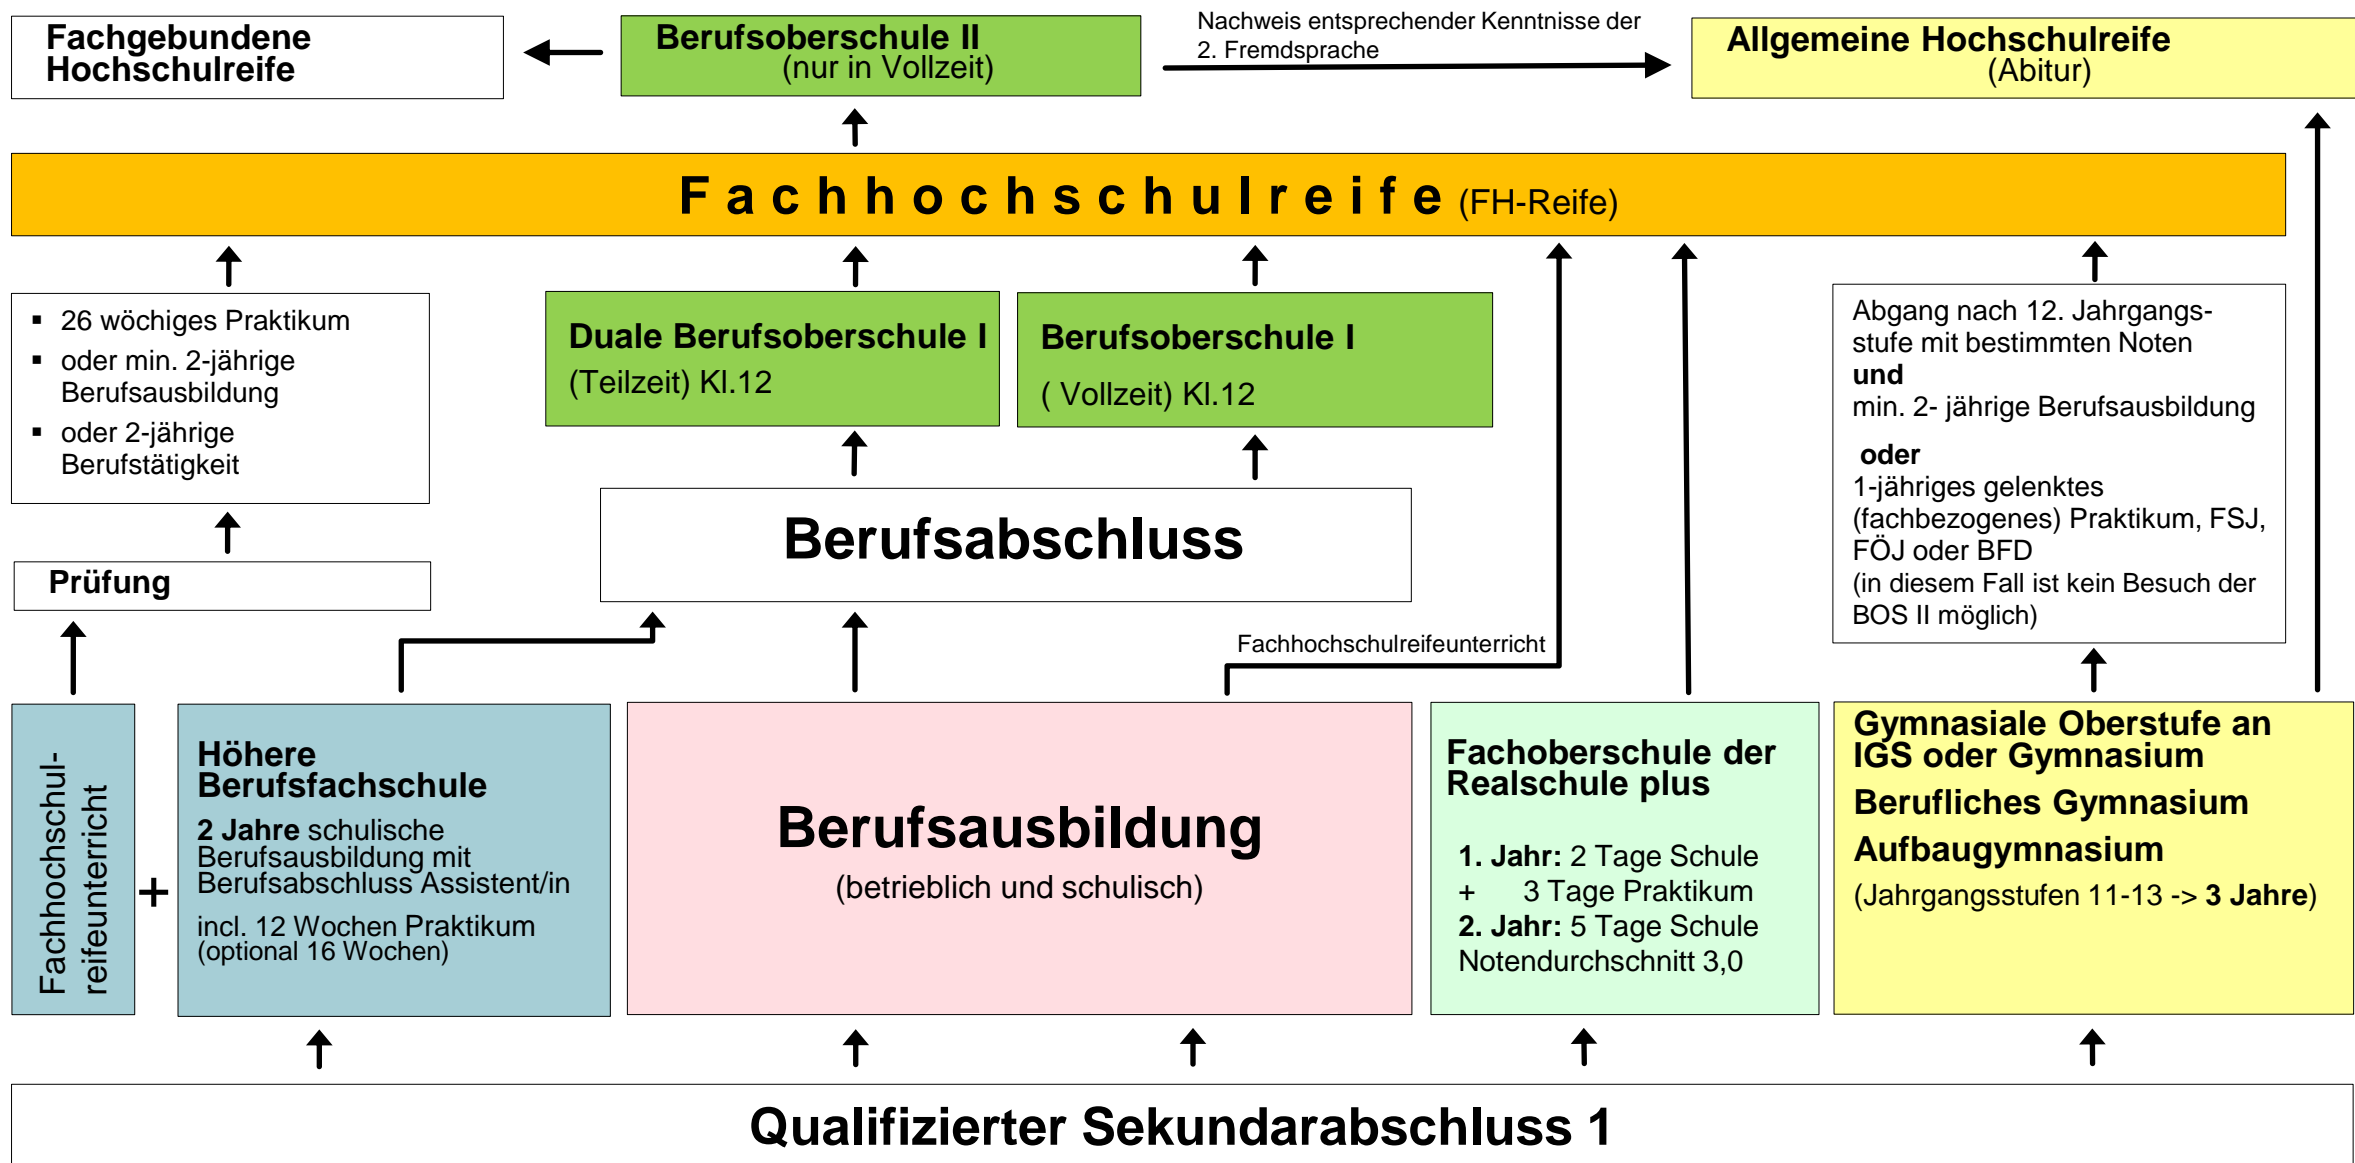 Fachgebundene
Hochschulreife
Berufsoberschule II
(nur in Vollzeit)
Nachweis entsprechender Kenntnisse der
2. Fremdsprache
Allgemeine Hochschulreife
(Abitur)
Fachhochschulreife (FH-Reife)
▪ 26 wöchiges Praktikum
▪ oder min. 2-jährige
Berufsausbildung
▪ oder 2-jährige
Berufstätigkeit
Duale Berufsoberschule I
(Teilzeit) Kl.12
Berufsoberschule I
( Vollzeit) Kl.12
Abgang nach 12. Jahrgangs-
stufe mit bestimmten Noten
und
min. 2- jährige Berufsausbildung
oder
1-jähriges gelenktes
(fachbezogenes) Praktikum, FSJ,
FÖJ oder BFD
(in diesem Fall ist kein Besuch der
BOS II möglich)
Berufsabschluss
Prüfung
Fachhochschulreifeunterricht
Fachhochschul-
reifeunterricht
+
Höhere
Berufsfachschule
2 Jahre schulische
Berufsausbildung mit
Berufsabschluss Assistent/in
incl. 12 Wochen Praktikum
(optional 16 Wochen)
Berufsausbildung
(betrieblich und schulisch)
Fachoberschule der
Realschule plus
1. Jahr: 2 Tage Schule
+ 3 Tage Praktikum
2. Jahr: 5 Tage Schule
Notendurchschnitt 3,0
Gymnasiale Oberstufe an
IGS oder Gymnasium
Berufliches Gymnasium
Aufbaugymnasium
(Jahrgangsstufen 11-13 -> 3 Jahre)
Qualifizierter Sekundarabschluss 1